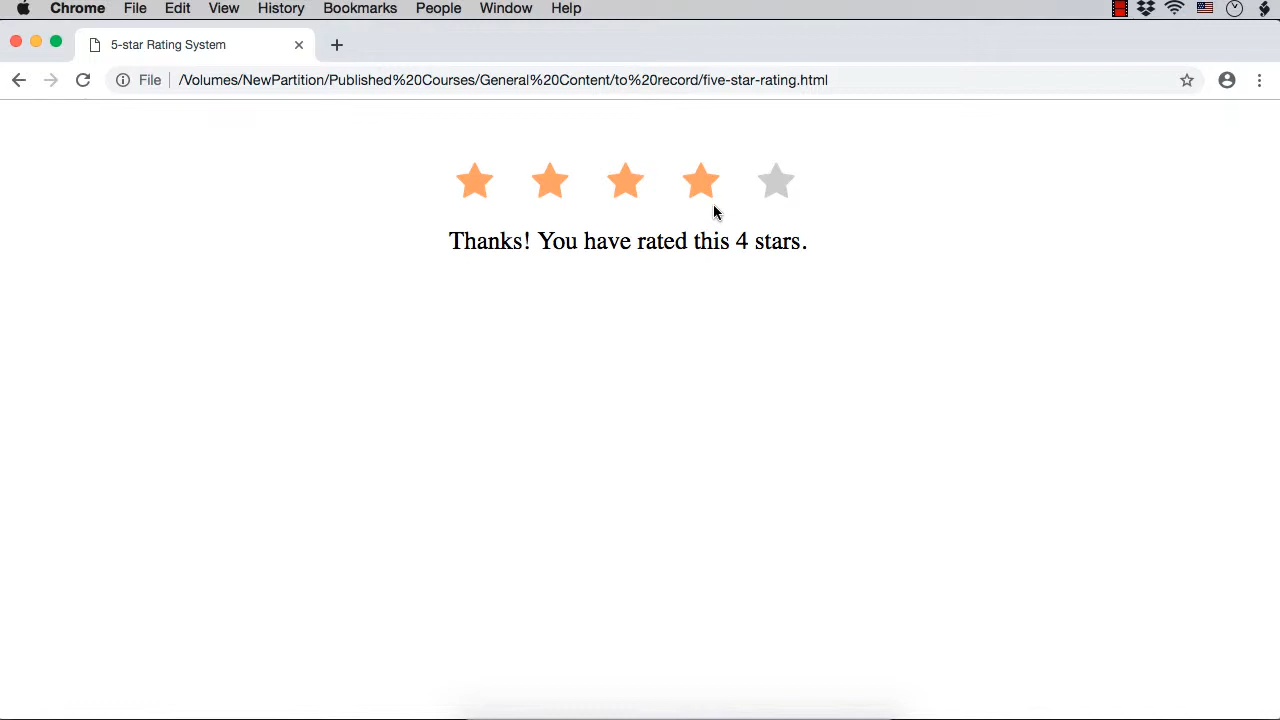 Chrome File Edit View History Bookmarks People Window Help
5-star Rating System
File /Volumes/NewPartition/Published%20Courses/General%20Content/to%20record/five-star-rating.html
Thanks! You have rated this 4 stars.